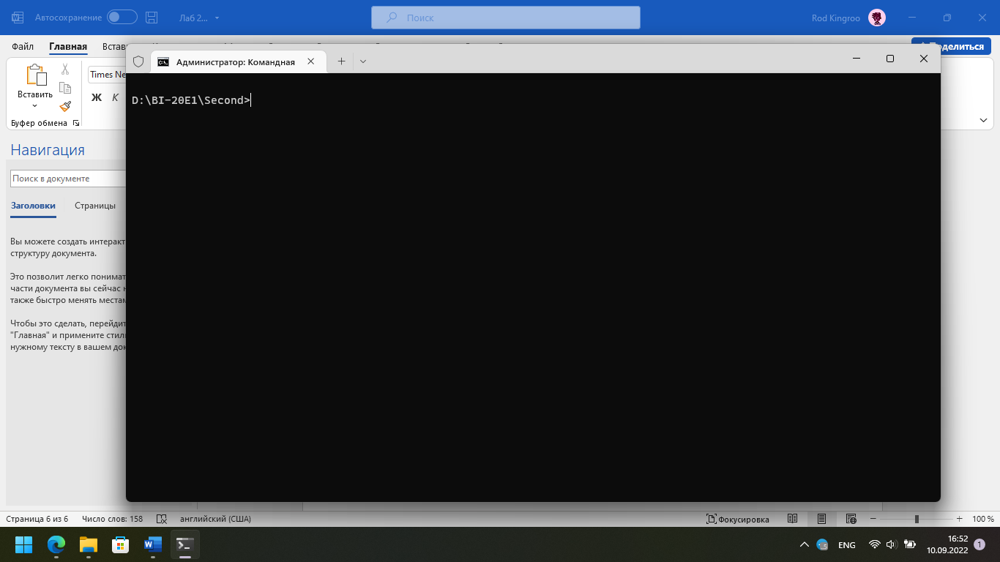 Автосохранение
Лаб 2...
Поиск
Rod Kingroo
Файл
Главная
Поделиться
Администратор: Командная
Вставить
Times Ne
Ж К
Буфер обмена
D:\BI-20E1\Second>
Навигация
Поиск в документе
Заголовки Страницы
Вы можете создать интеракт
структуру документа.
Это позволит легко понимат
части документа вы сейчас н
также быстро менять местам
Чтобы это сделать, перейдит
"Главная" и примените стил
нужному тексту в вашем док
Страница 6 из 6 Число слов: 158 английский (США) Фокусировка 100 %
ENG
16:52
10.09.2022
1